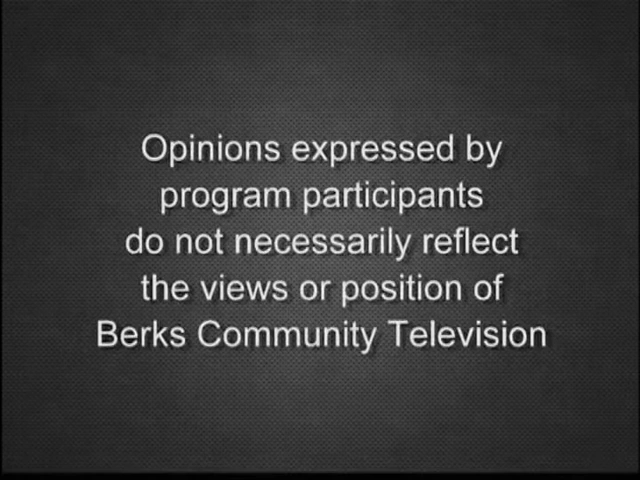 Opinions expressed by
program participants
do not necessarily reflect
the views or position of
Berks Community Television